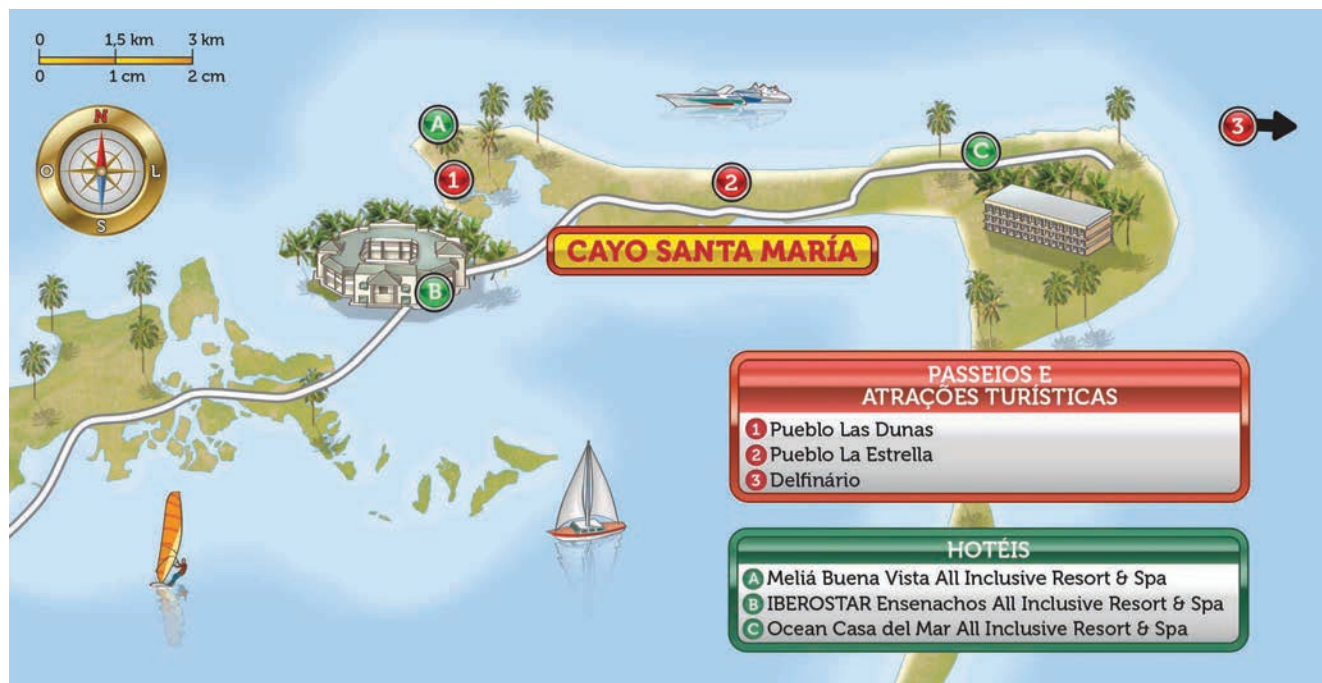 0 1,5 km 3 km
0 1 cm 2 cm
N
O L
S
A
1
2
C
3
B
CAYO SANTA MARÍA
PASSEIOS E
ATRAÇÕES TURÍSTICAS
1 Pueblo Las Dunas
2 Pueblo La Estrella
3 Delfinário
HOTÉIS
A Meliá Buena Vista All Inclusive Resort & Spa
B IBEROSTAR Ensenachos All Inclusive Resort & Spa
C Ocean Casa del Mar All Inclusive Resort & Spa